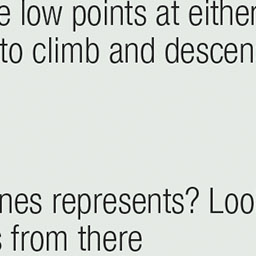 e low points at either
to climb and descen
nes represents? Loo
s from there